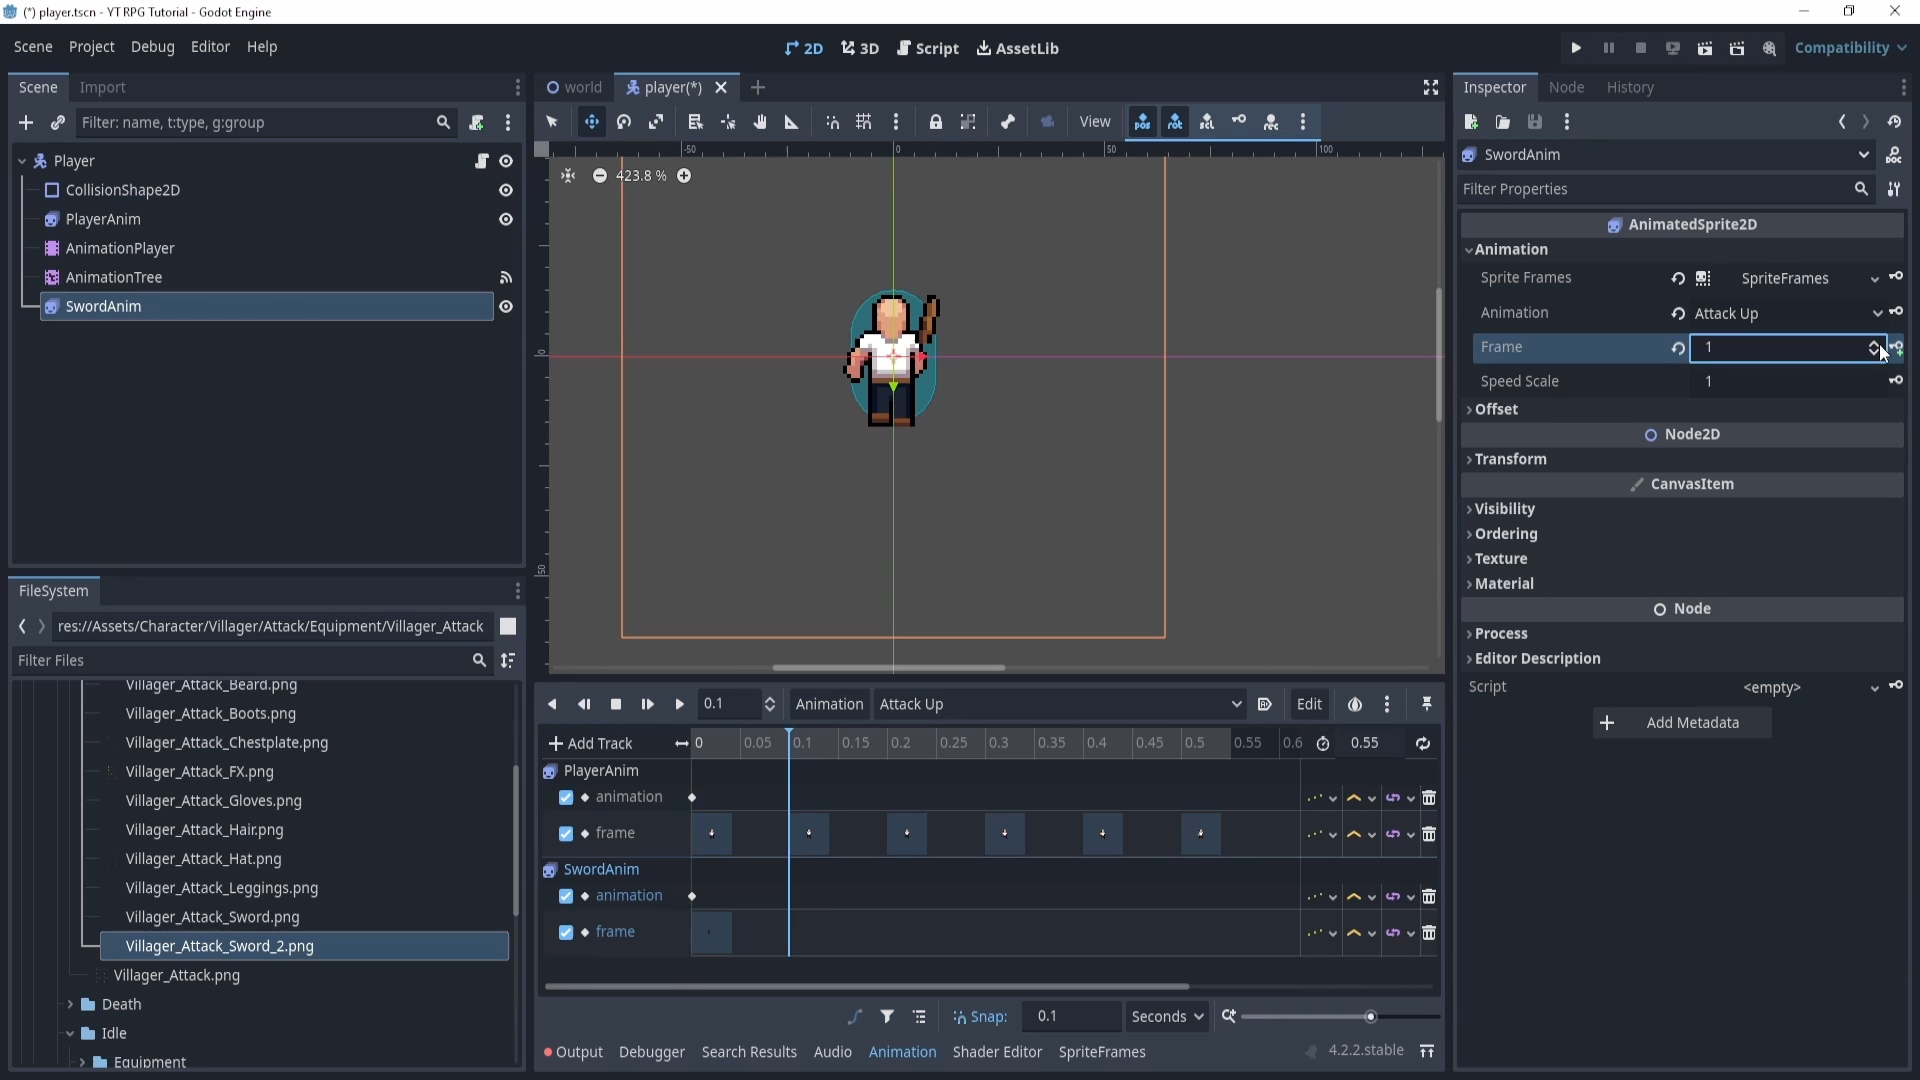 (*) player.tscn - YT RPG Tutorial - Godot Engine
Scene Project Debug Editor Help
2D 3D Script AssetLib
Compatibility
Scene Import
Filter: name, t:type, g:group
Player
CollisionShape2D
PlayerAnim
AnimationPlayer
AnimationTree
SwordAnim
FileSystem
res://Assets/Character/Villager/Attack/Equipment/Villager_Attack
Filter Files
Villager_Attack_Beard.png
Villager_Attack_Boots.png
Villager_Attack_Chestplate.png
Villager_Attack_FX.png
Villager_Attack_Gloves.png
Villager_Attack_Hair.png
Villager_Attack_Hat.png
Villager_Attack_Leggings.png
Villager_Attack_Sword.png
Villager_Attack_Sword_2.png
Villager_Attack.png
Death
Idle
Equipment
world player(*)
View
-50 0 50 100
0
50
423.8 %
0.1 Animation Attack Up Edit
Add Track 0 0.05 0.1 0.15 0.2 0.25 0.3 0.35 0.4 0.45 0.5 0.55 0.6 0.55
PlayerAnim
animation
frame
SwordAnim
animation
frame
Snap: 0.1 Seconds
Output Debugger Search Results Audio Animation Shader Editor SpriteFrames 4.2.2.stable
Inspector Node History
SwordAnim
Filter Properties
AnimatedSprite2D
Animation
Sprite Frames SpriteFrames
Animation Attack Up
Frame 1
Speed Scale 1
Offset
Node2D
Transform
CanvasItem
Visibility
Ordering
Texture
Material
Node
Process
Editor Description
Script <empty>
Add Metadata